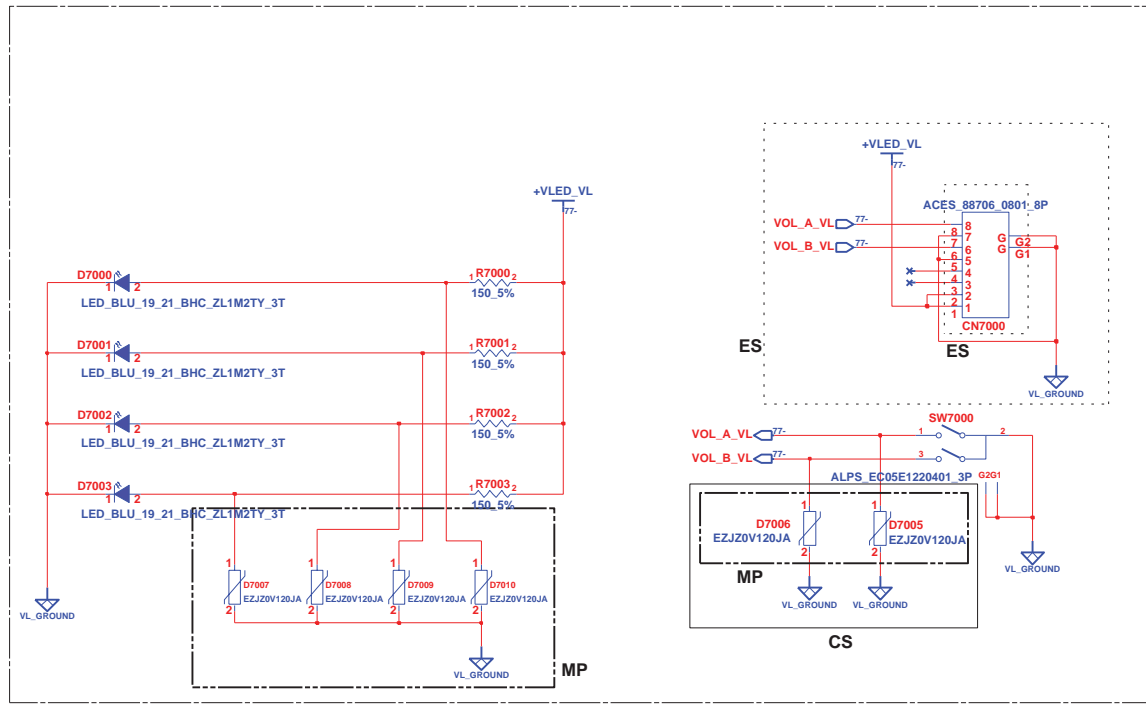 +VLED_VL
77-
D7000
1 2
LED_BLU_19_21_BHC_ZL1M2TY_3T
1 R7000 2
150_5%
D7001
1 2
LED_BLU_19_21_BHC_ZL1M2TY_3T
1 R7001 2
150_5%
D7002
1 2
LED_BLU_19_21_BHC_ZL1M2TY_3T
1 R7002 2
150_5%
D7003
1 2
LED_BLU_19_21_BHC_ZL1M2TY_3T
1 R7003 2
150_5%
VL_GROUND
1
D7007
EZJZ0V120JA
2
1
D7008
EZJZ0V120JA
2
1
D7009
EZJZ0V120JA
2
1
D7010
EZJZ0V120JA
2
VL_GROUND
MP
+VLED_VL
77-
ACES_88706_0801_8P
VOL_A_VL 77-
VOL_B_VL 77-
8 8
7 7
6 6
5 5
4 4
3 3
2 2
1 1
G G2
G G1
CN7000
ES
ES
VL_GROUND
SW7000
VOL_A_VL 77-
1 2
VOL_B_VL 77-
3
ALPS_EC05E1220401_3P
G2G1
1
D7006
EZJZ0V120JA
2
1
D7005
EZJZ0V120JA
2
MP
VL_GROUND
VL_GROUND
VL_GROUND
CS